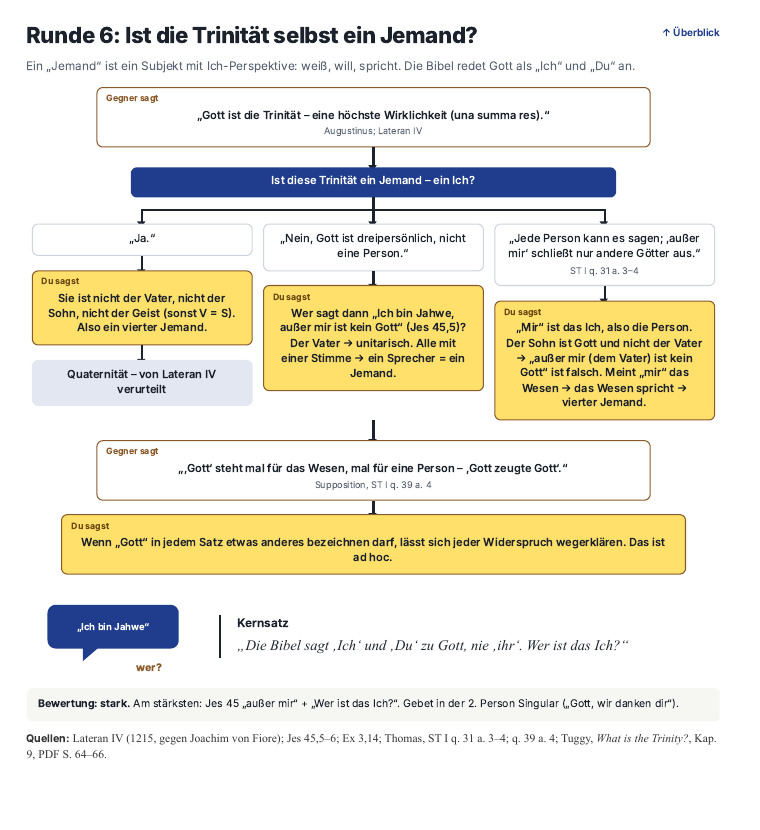 Runde 6: Ist die Trinität selbst ein Jemand?
↑ Überblick
Ein „Jemand“ ist ein Subjekt mit Ich-Perspektive: weiß, will, spricht. Die Bibel redet Gott als „Ich“ und „Du“ an.
Gegner sagt
„Gott ist die Trinität – eine höchste Wirklichkeit (una summa res).“
Augustinus; Lateran IV
Ist diese Trinität ein Jemand – ein Ich?
„Ja.“
Du sagst
Sie ist nicht der Vater, nicht der
Sohn, nicht der Geist (sonst V = S).
Also ein vierter Jemand.
Quaternität – von Lateran IV
verurteilt
„Nein, Gott ist dreipersönlich, nicht
eine Person.“
Du sagst
Wer sagt dann „Ich bin Jahwe,
außer mir ist kein Gott“ (Jes 45,5)?
Der Vater → unitarisch. Alle mit
einer Stimme → ein Sprecher = ein
Jemand.
„Jede Person kann es sagen; ‚außer
mir‘ schließt nur andere Götter aus.“
ST I q. 31 a. 3–4
Du sagst
„Mir“ ist das Ich, also die Person.
Der Sohn ist Gott und nicht der Vater
→ „außer mir (dem Vater) ist kein
Gott“ ist falsch. Meint „mir“ das
Wesen → das Wesen spricht →
vierter Jemand.
Gegner sagt
„‚Gott‘ steht mal für das Wesen, mal für eine Person – ‚Gott zeugte Gott‘.“
Supposition, ST I q. 39 a. 4
Du sagst
Wenn „Gott“ in jedem Satz etwas anderes bezeichnen darf, lässt sich jeder Widerspruch wegerklären. Das ist
ad hoc.
„Ich bin Jahwe“
wer?
Kernsatz
„Die Bibel sagt ‚Ich‘ und ‚Du‘ zu Gott, nie ‚ihr‘. Wer ist das Ich?“
Bewertung: stark. Am stärksten: Jes 45 „außer mir“ + „Wer ist das Ich?“. Gebet in der 2. Person Singular („Gott, wir danken dir“).
Quellen: Lateran IV (1215, gegen Joachim von Fiore); Jes 45,5–6; Ex 3,14; Thomas, ST I q. 31 a. 3–4; q. 39 a. 4; Tuggy, What is the Trinity?, Kap.
9, PDF S. 64–66.